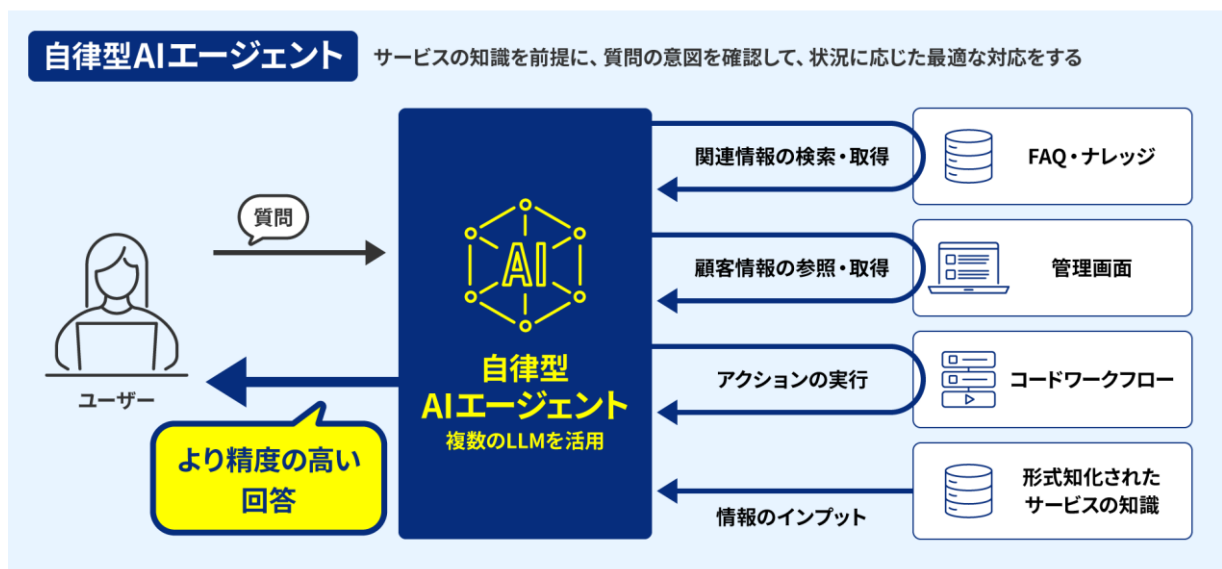 自律型AIエージェント
サービスの知識を前提に、質問の意図を確認して、状況に応じた最適な対応をする
質問
ユーザー
より精度の高い
回答
AI
自律型
AIエージェント
複数のLLMを活用
関連情報の検索・取得
FAQ・ナレッジ
顧客情報の参照・取得
管理画面
アクションの実行
コードワークフロー
情報のインプット
形式知化された
サービスの知識